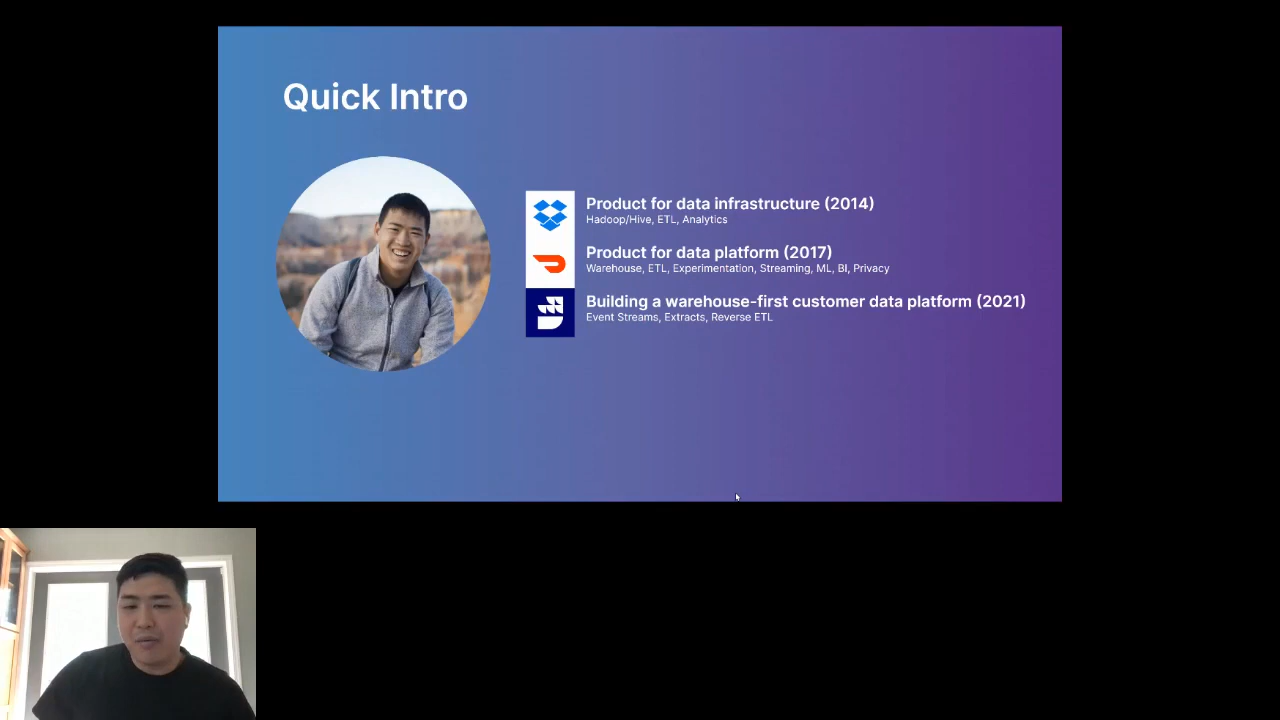 Quick Intro
Product for data infrastructure (2014)
Hadoop/Hive, ETL, Analytics
Product for data platform (2017)
Warehouse, ETL, Experimentation, Streaming, ML, BI, Privacy
Building a warehouse-first customer data platform (2021)
Event Streams, Extracts, Reverse ETL